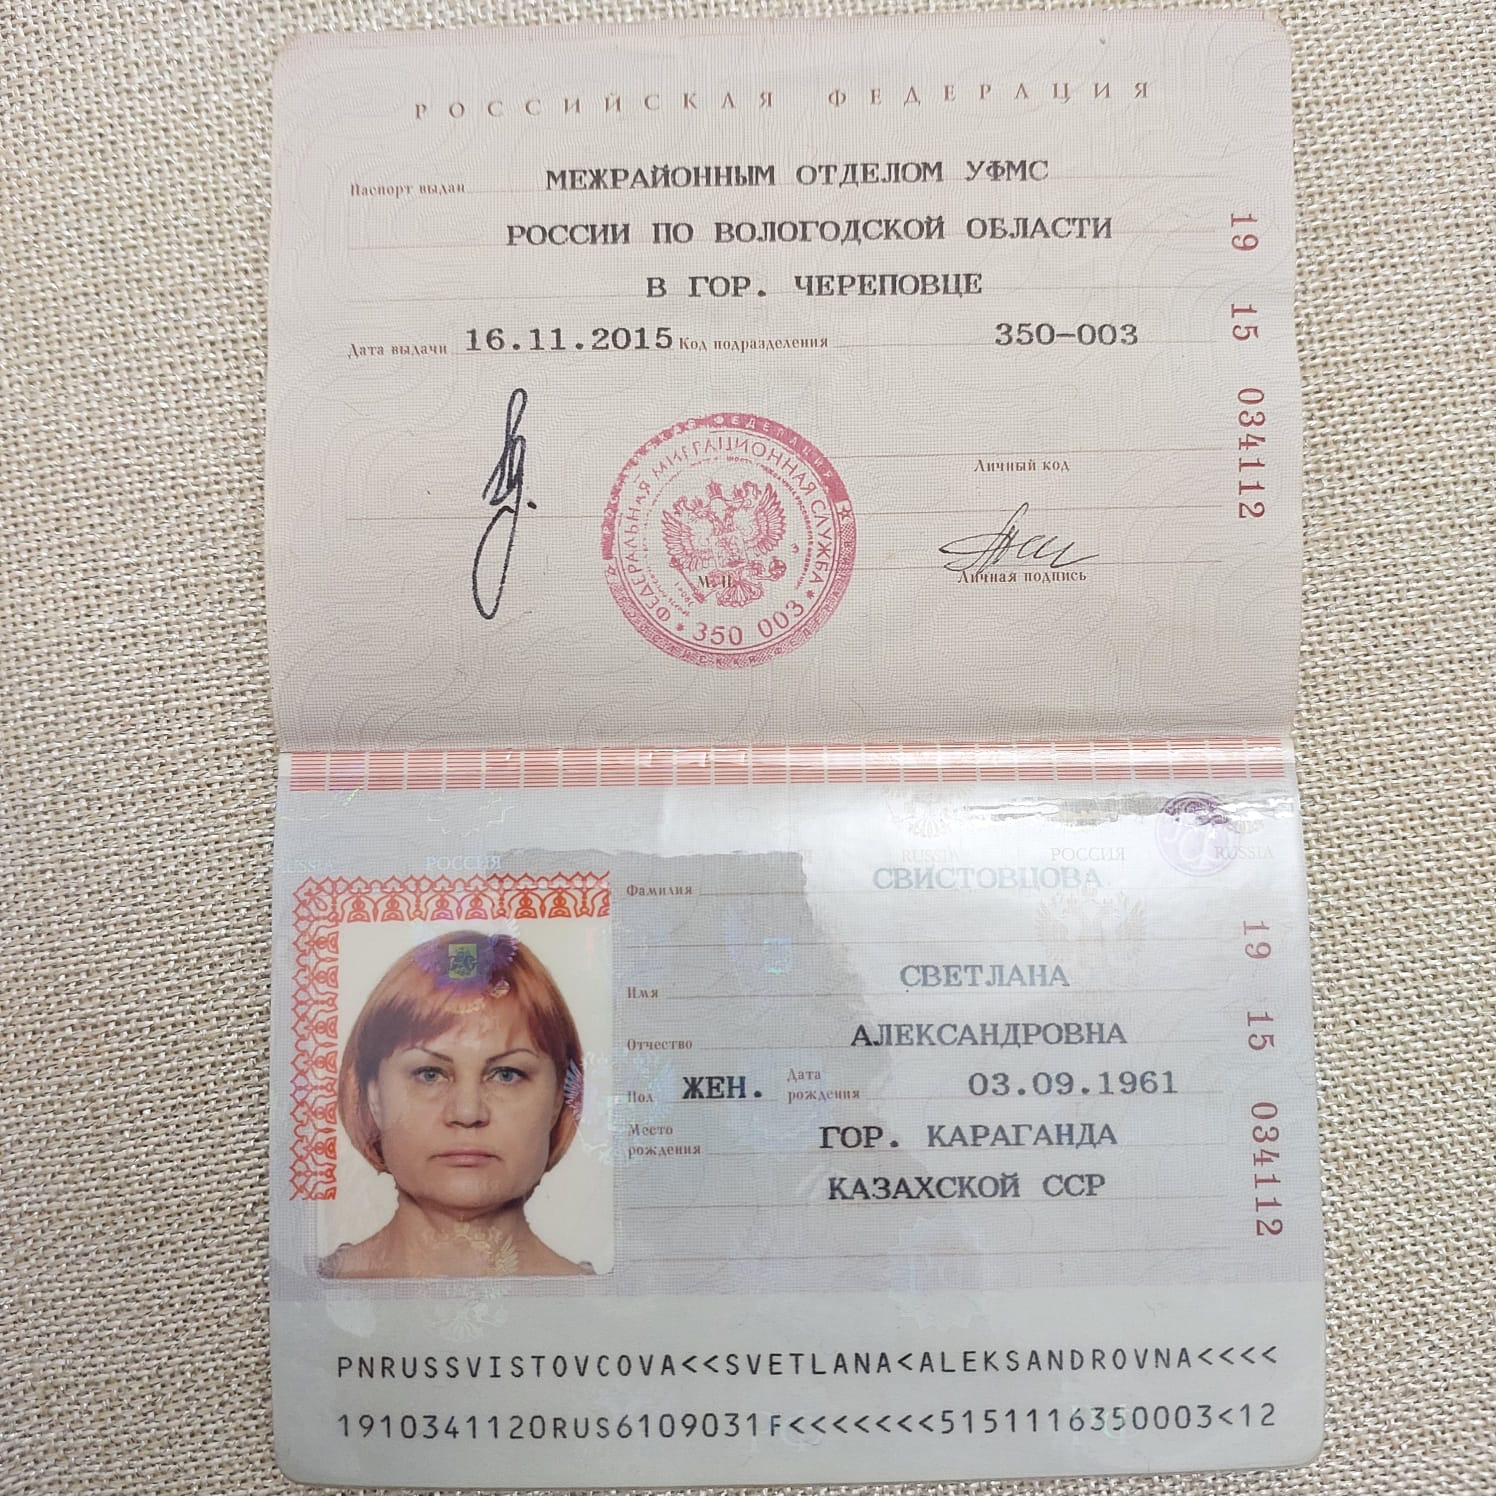 РОССИЙСКАЯ ФЕДЕРАЦИЯ
Паспорт выдан МЕЖРАЙОННЫМ ОТДЕЛОМ УФМС
РОССИИ ПО ВОЛОГОДСКОЙ ОБЛАСТИ
В ГОР. ЧЕРЕПОВЦЕ
Дата выдачи 16.11.2015 Код подразделения 350-003
19 15 034112
Личный код
ФЕДЕРАЛЬНАЯ МИГРАЦИОННАЯ СЛУЖБА
* 350 003 *
М.П.
Личная подпись
РОССИЯ RUSSIA РОССИЯ RUSSIA
Фамилия СВИСТОВЦОВА
Имя СВЕТЛАНА
Отчество АЛЕКСАНДРОВНА
Пол ЖЕН. Дата рождения 03.09.1961
Место рождения ГОР. КАРАГАНДА
КАЗАХСКОЙ ССР
19 15 034112
PNRUSSVISTOVCOVA<<SVETLANA<ALEKSANDROVNA<<<<
1910341120RUS6109031F<<<<<<<5151116350003<12